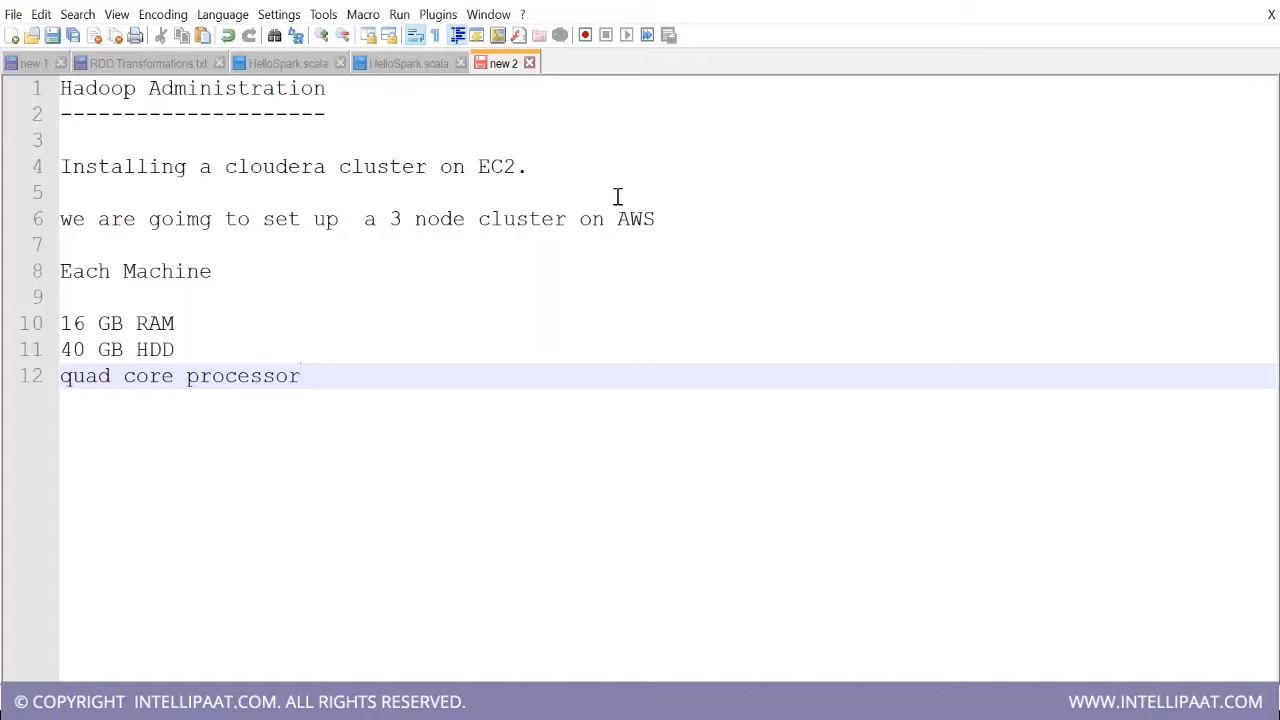 File Edit Search View Encoding Language Settings Tools Macro Run Plugins Window ? X
new 1 RDD Transformations.txt HelloSpark.scala HelloSpark.scala new 2
1 Hadoop Administration
2 ---------------------
3
4 Installing a cloudera cluster on EC2.
5
6 we are goimg to set up  a 3 node cluster on AWS
7
8 Each Machine
9
10 16 GB RAM
11 40 GB HDD
12 quad core processor
© COPYRIGHT INTELLIPAAT.COM. ALL RIGHTS RESERVED. WWW.INTELLIPAAT.COM